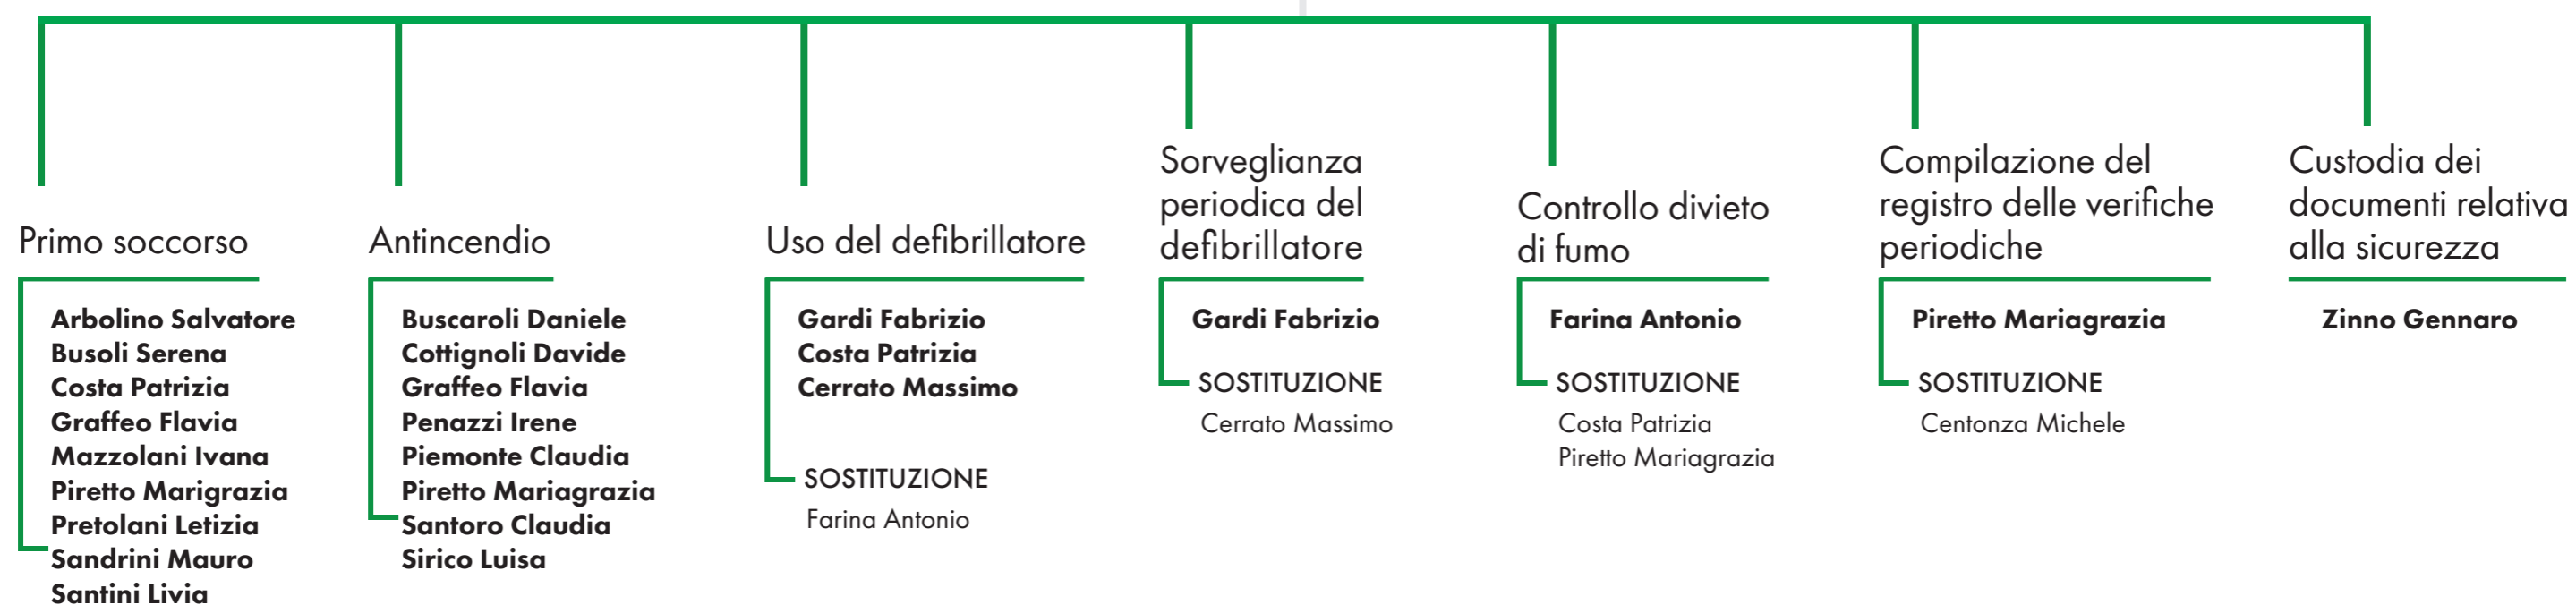 Primo soccorso
Arbolino Salvatore
Busoli Serena
Costa Patrizia
Graffeo Flavia
Mazzolani Ivana
Piretto Marigrazia
Pretolani Letizia
Sandrini Mauro
Santini Livia
Antincendio
Buscaroli Daniele
Cottignoli Davide
Graffeo Flavia
Penazzi Irene
Piemonte Claudia
Piretto Mariagrazia
Santoro Claudia
Sirico Luisa
Uso del defibrillatore
Gardi Fabrizio
Costa Patrizia
Cerrato Massimo
SOSTITUZIONE
Farina Antonio
Sorveglianza
periodica del
defibrillatore
Gardi Fabrizio
SOSTITUZIONE
Cerrato Massimo
Controllo divieto
di fumo
Farina Antonio
SOSTITUZIONE
Costa Patrizia
Piretto Mariagrazia
Compilazione del
registro delle verifiche
periodiche
Piretto Mariagrazia
SOSTITUZIONE
Centonza Michele
Custodia dei
documenti relativa
alla sicurezza
Zinno Gennaro